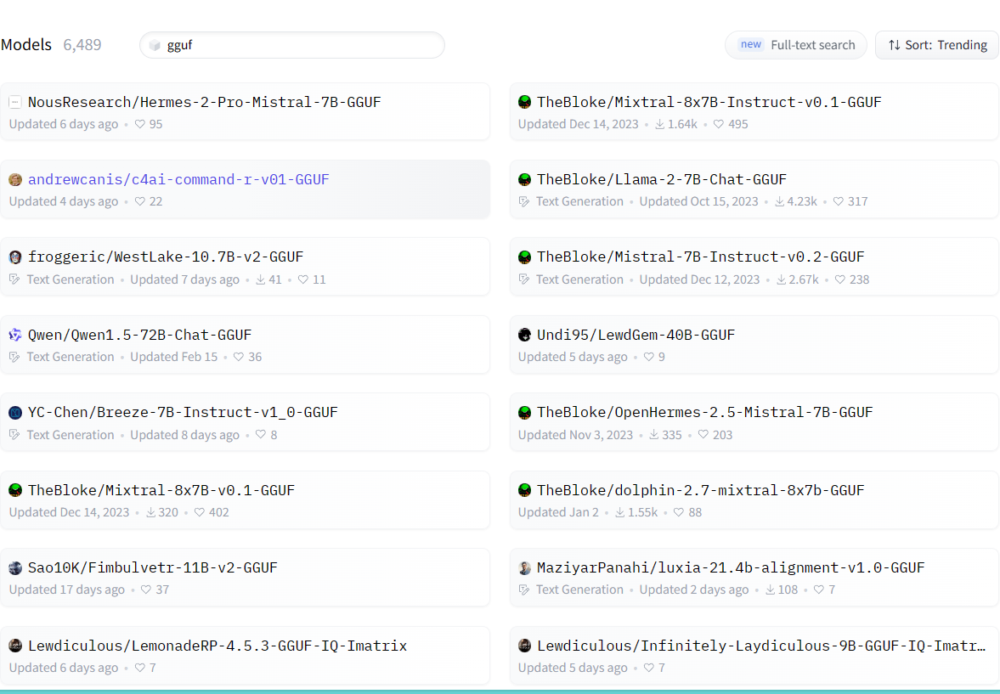 Models 6,489 gguf new Full-text search Sort: Trending
NousResearch/Hermes-2-Pro-Mistral-7B-GGUF
Updated 6 days ago • 95
TheBloke/Mixtral-8x7B-Instruct-v0.1-GGUF
Updated Dec 14, 2023 • 1.64k • 495
andrewcanis/c4ai-command-r-v01-GGUF
Updated 4 days ago • 22
TheBloke/Llama-2-7B-Chat-GGUF
Text Generation • Updated Oct 15, 2023 • 4.23k • 317
froggeric/WestLake-10.7B-v2-GGUF
Text Generation • Updated 7 days ago • 41 • 11
TheBloke/Mistral-7B-Instruct-v0.2-GGUF
Text Generation • Updated Dec 12, 2023 • 2.67k • 238
Qwen/Qwen1.5-72B-Chat-GGUF
Text Generation • Updated Feb 15 • 36
Undi95/LewdGem-40B-GGUF
Updated 5 days ago • 9
YC-Chen/Breeze-7B-Instruct-v1_0-GGUF
Text Generation • Updated 8 days ago • 8
TheBloke/OpenHermes-2.5-Mistral-7B-GGUF
Updated Nov 3, 2023 • 335 • 203
TheBloke/Mixtral-8x7B-v0.1-GGUF
Updated Dec 14, 2023 • 320 • 402
TheBloke/dolphin-2.7-mixtral-8x7b-GGUF
Updated Jan 2 • 1.55k • 88
Sao10K/Fimbulvetr-11B-v2-GGUF
Updated 17 days ago • 37
MaziyarPanahi/luxia-21.4b-alignment-v1.0-GGUF
Text Generation • Updated 2 days ago • 108 • 7
Lewdiculous/LemonadeRP-4.5.3-GGUF-IQ-Imatrix
Updated 6 days ago • 7
Lewdiculous/Infinitely-Laydiculous-9B-GGUF-IQ-Imatr…
Updated 5 days ago • 7